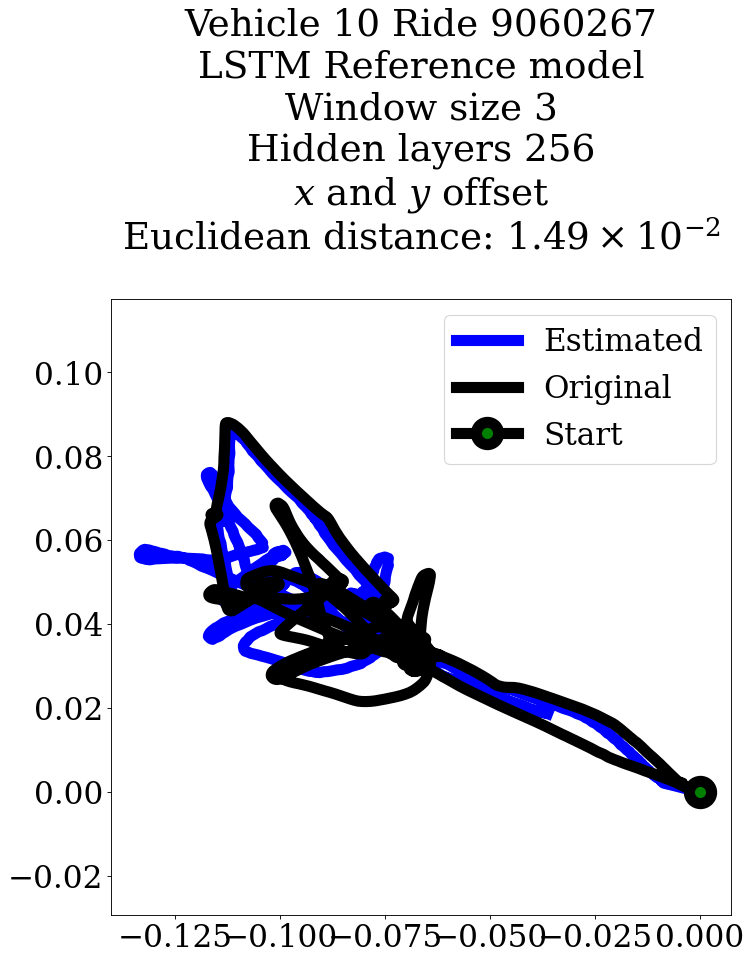 Vehicle 10 Ride 9060267
LSTM Reference model
Window size 3
Hidden layers 256
x and y offset
Euclidean distance: 1.49 × 10⁻²
Estimated
Original
Start
0.10
0.08
0.06
0.04
0.02
0.00
−0.02
−0.125 −0.100 −0.075 −0.050 −0.025 0.000